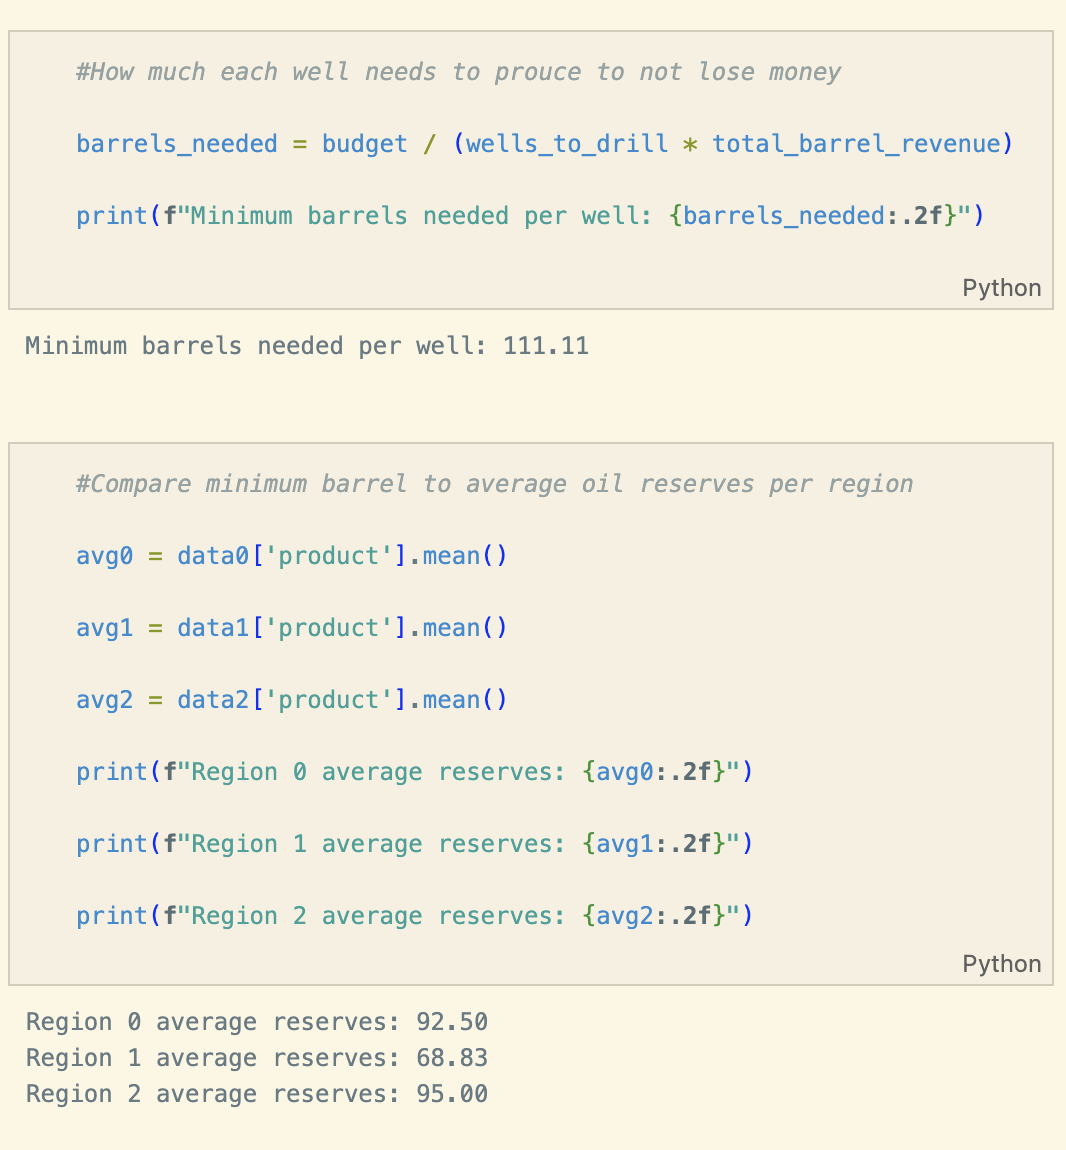 #How much each well needs to prouce to not lose money
barrels_needed = budget / (wells_to_drill * total_barrel_revenue)
print(f"Minimum barrels needed per well: {barrels_needed:.2f}")
Python
Minimum barrels needed per well: 111.11
#Compare minimum barrel to average oil reserves per region
avg0 = data0['product'].mean()
avg1 = data1['product'].mean()
avg2 = data2['product'].mean()
print(f"Region 0 average reserves: {avg0:.2f}")
print(f"Region 1 average reserves: {avg1:.2f}")
print(f"Region 2 average reserves: {avg2:.2f}")
Python
Region 0 average reserves: 92.50
Region 1 average reserves: 68.83
Region 2 average reserves: 95.00